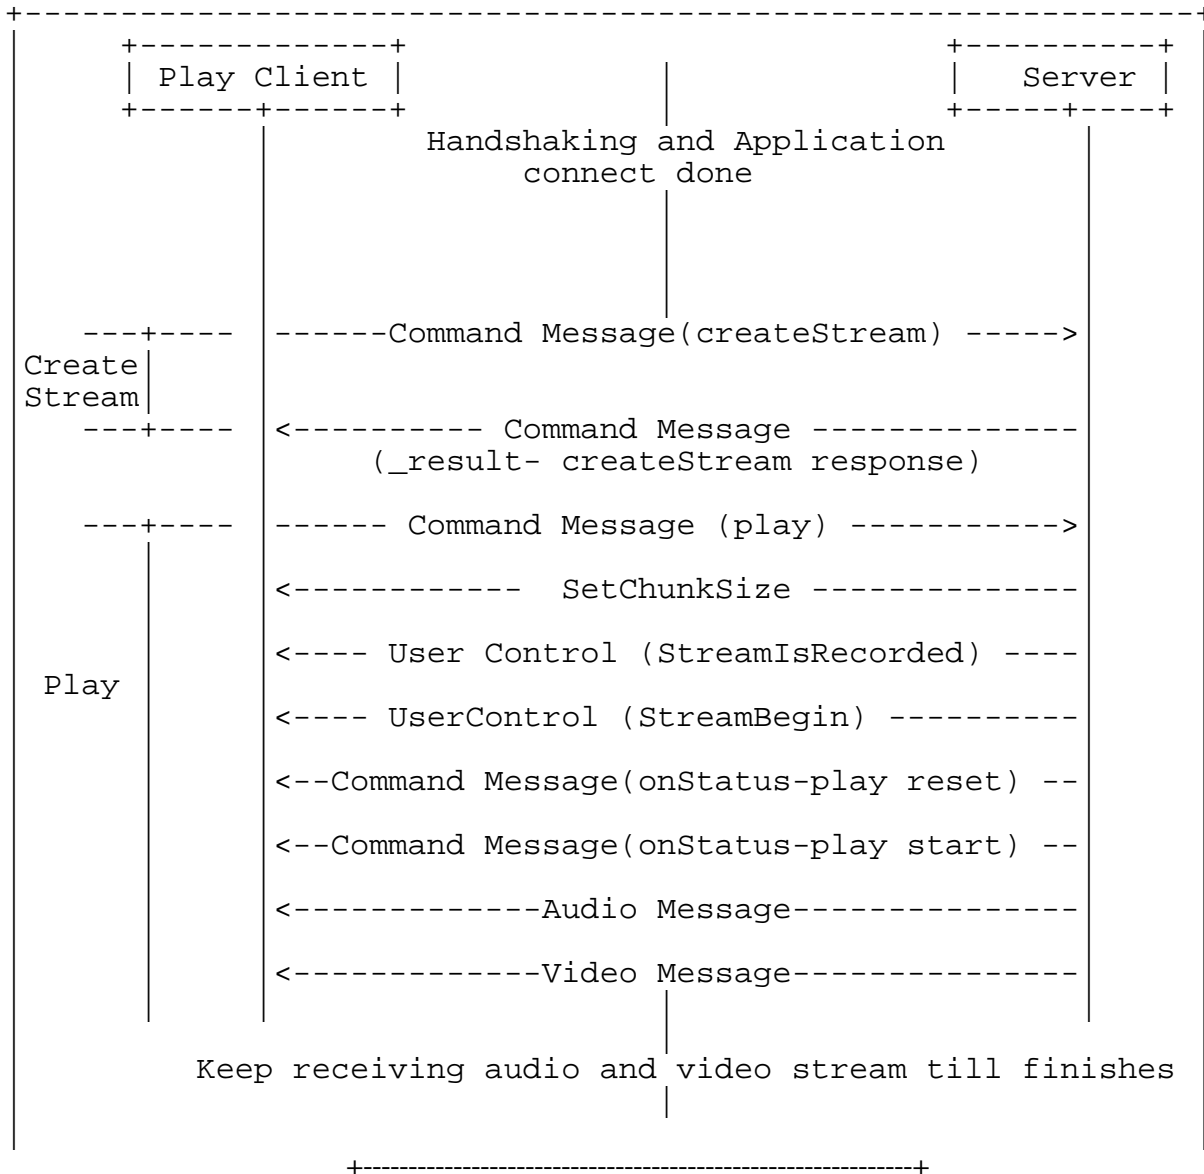 Play Client Server
Handshaking and Application
connect done
------Command Message(createStream) ----->
Create
Stream
<---------- Command Message --------------
(_result- createStream response)
------ Command Message (play) ----------->
<------------ SetChunkSize --------------
<---- User Control (StreamIsRecorded) ----
Play
<---- UserControl (StreamBegin) ----------
<--Command Message(onStatus-play reset) --
<--Command Message(onStatus-play start) --
<-------------Audio Message---------------
<-------------Video Message---------------
Keep receiving audio and video stream till finishes